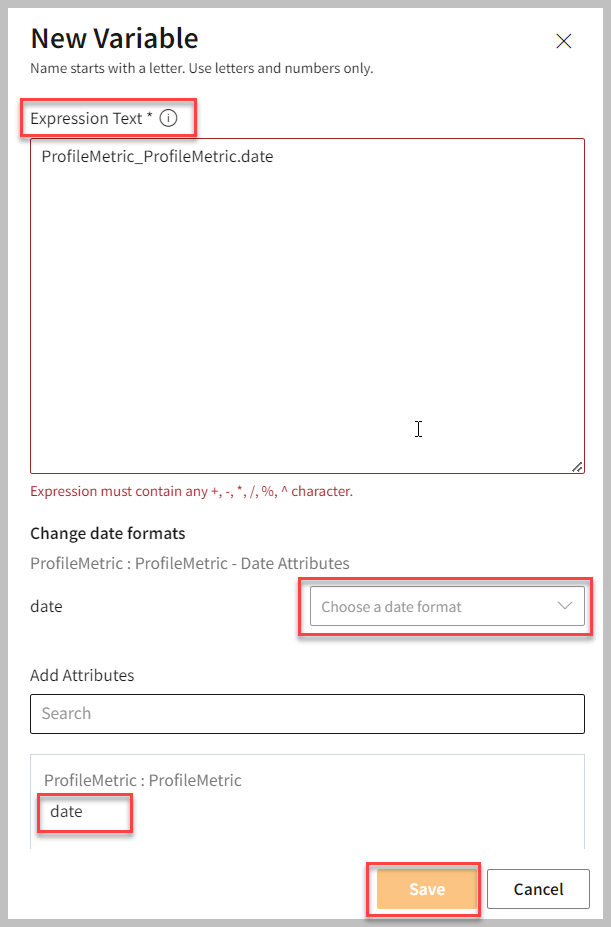 New Variable
Name starts with a letter. Use letters and numbers only.
Expression Text *
ProfileMetric_ProfileMetric.date
Expression must contain any +, -, *, /, %, ^ character.
Change date formats
ProfileMetric : ProfileMetric - Date Attributes
date
Choose a date format
Add Attributes
Search
ProfileMetric : ProfileMetric
date
Save
Cancel